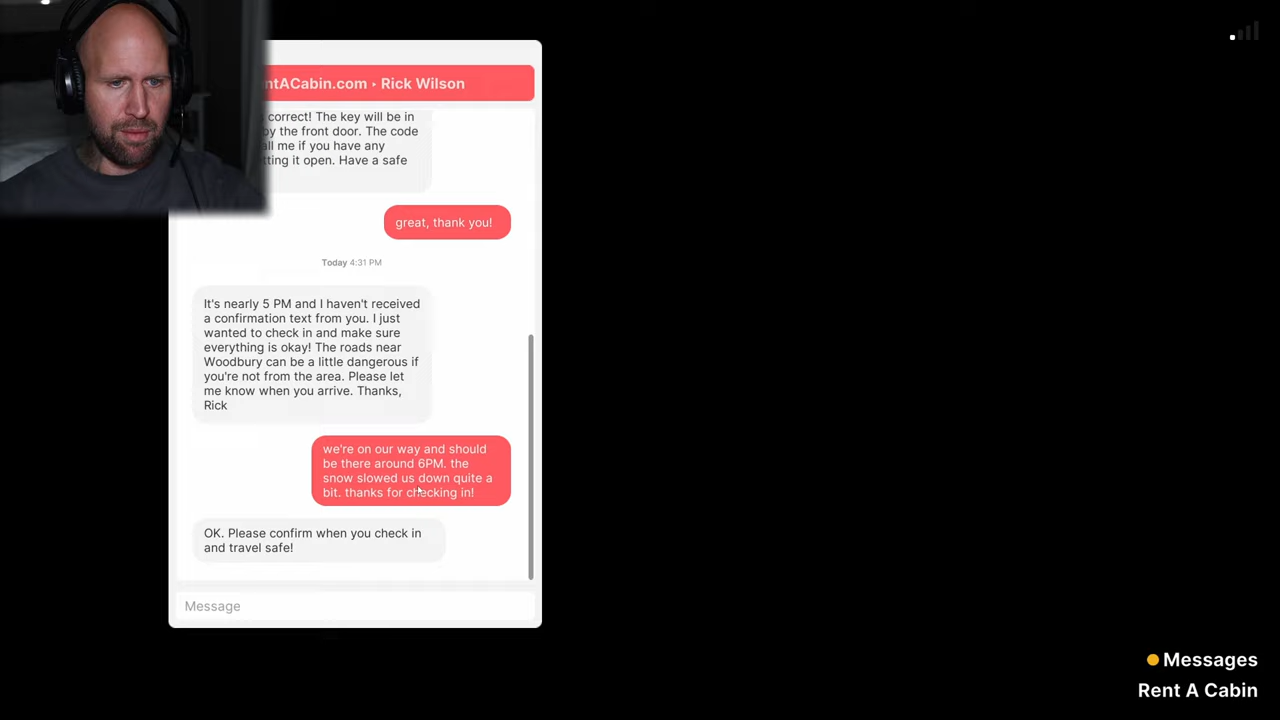 ntACabin.com ‣ Rick Wilson
correct! The key will be in
by the front door. The code
all me if you have any
tting it open. Have a safe
great, thank you!
Today 4:31 PM
It's nearly 5 PM and I haven't received
a confirmation text from you. I just
wanted to check in and make sure
everything is okay! The roads near
Woodbury can be a little dangerous if
you're not from the area. Please let
me know when you arrive. Thanks,
Rick
we're on our way and should
be there around 6PM. the
snow slowed us down quite a
bit. thanks for checking in!
OK. Please confirm when you check in
and travel safe!
Message
Messages
Rent A Cabin